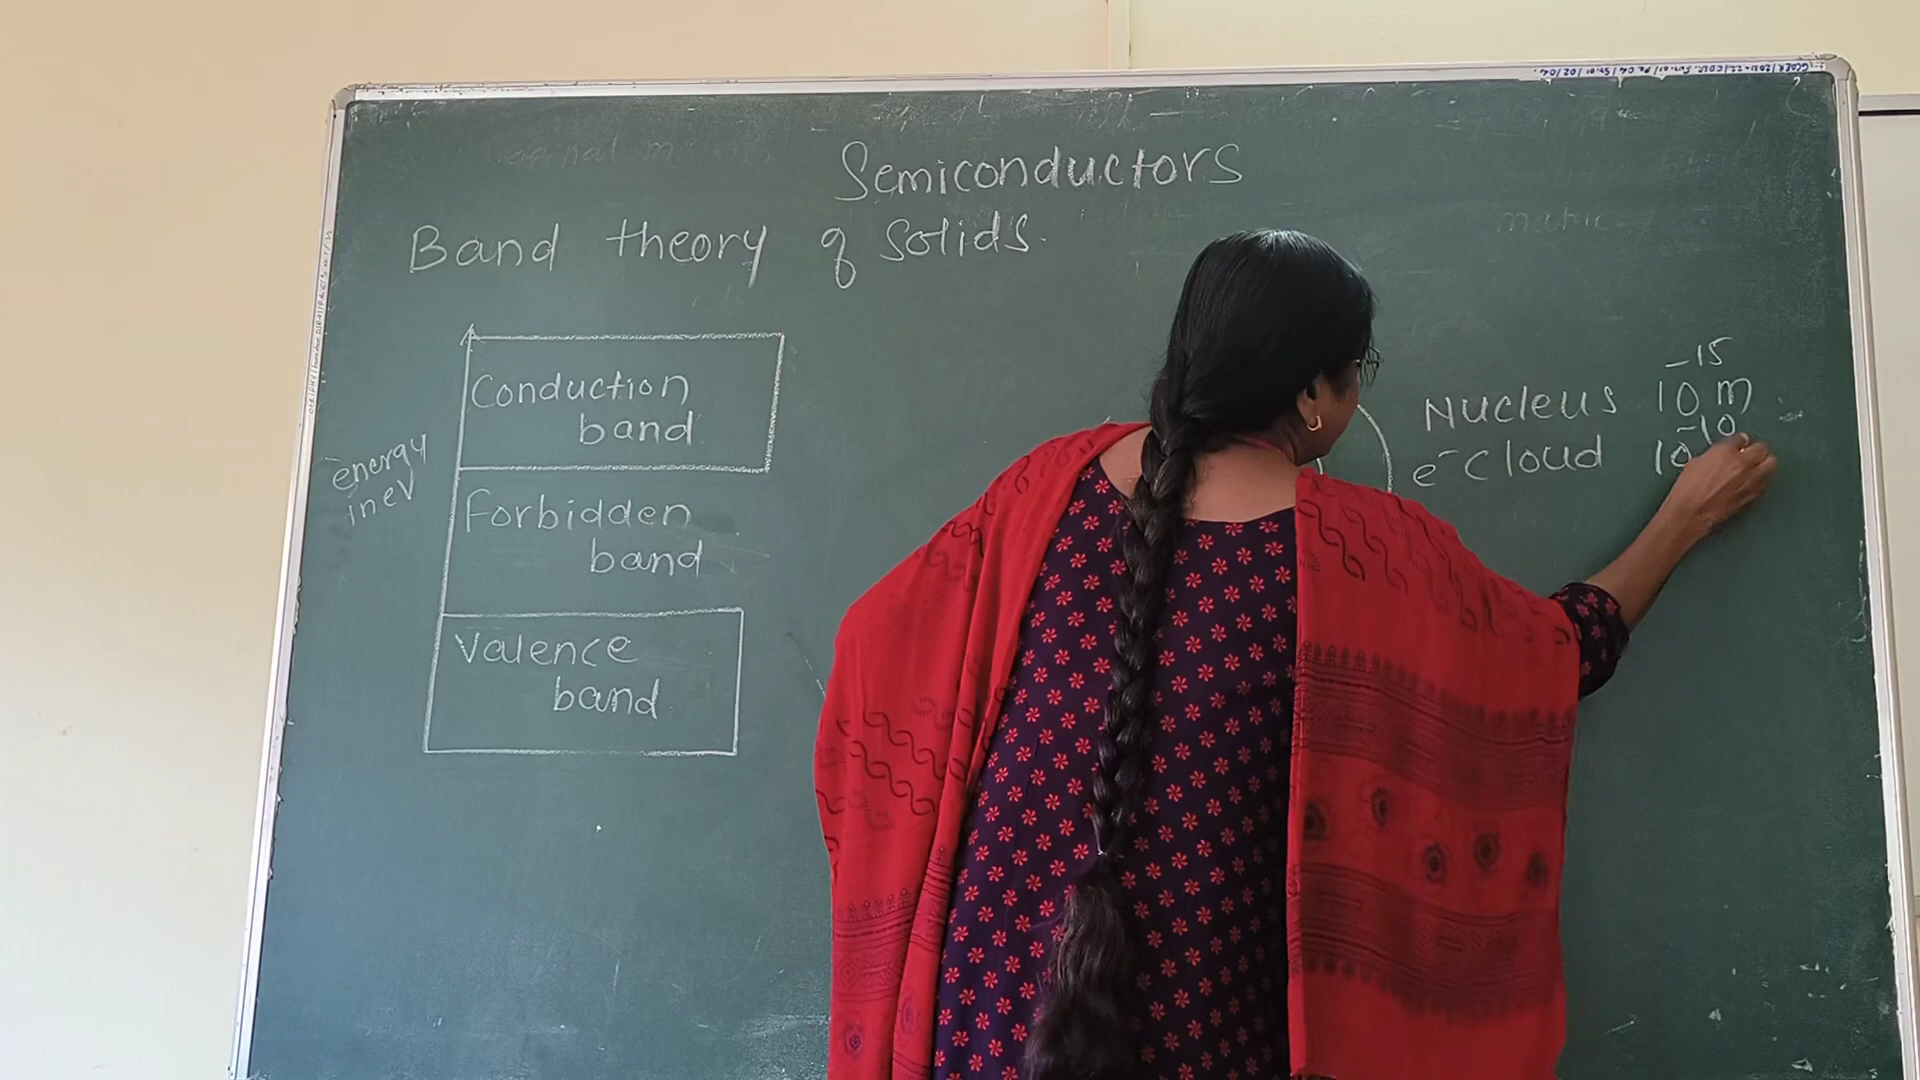 Semiconductors
Band theory of Solids.
Conduction
band
energy
in eV
Forbidden
band
Valence
band
Nucleus 10⁻¹⁵ m
e⁻ Cloud 10⁻¹⁰